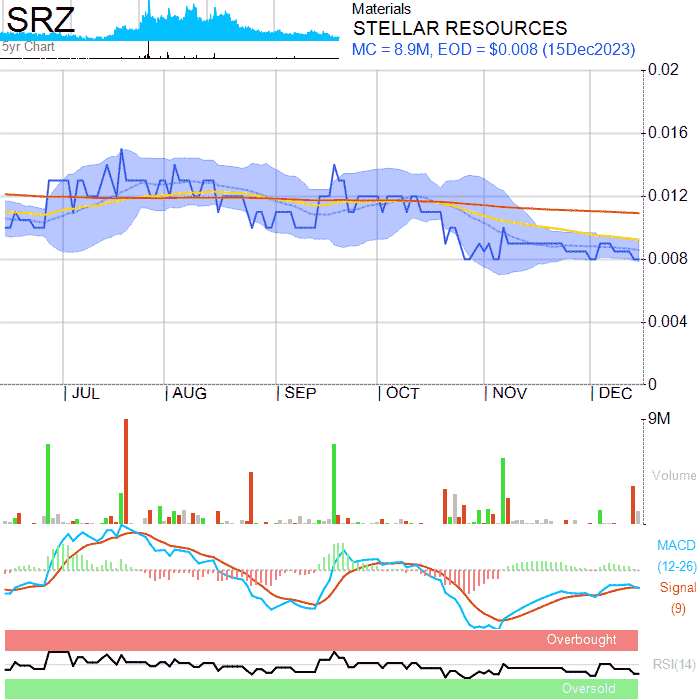 SRZ
5yr Chart
Materials
STELLAR RESOURCES
MC = 8.9M, EOD = $0.008 (15Dec2023)
0.02
0.016
0.012
0.008
0.004
0
JUL AUG SEP OCT NOV DEC
9M
Volume
MACD
(12-26)
Signal
(9)
Overbought
RSI(14)
Oversold